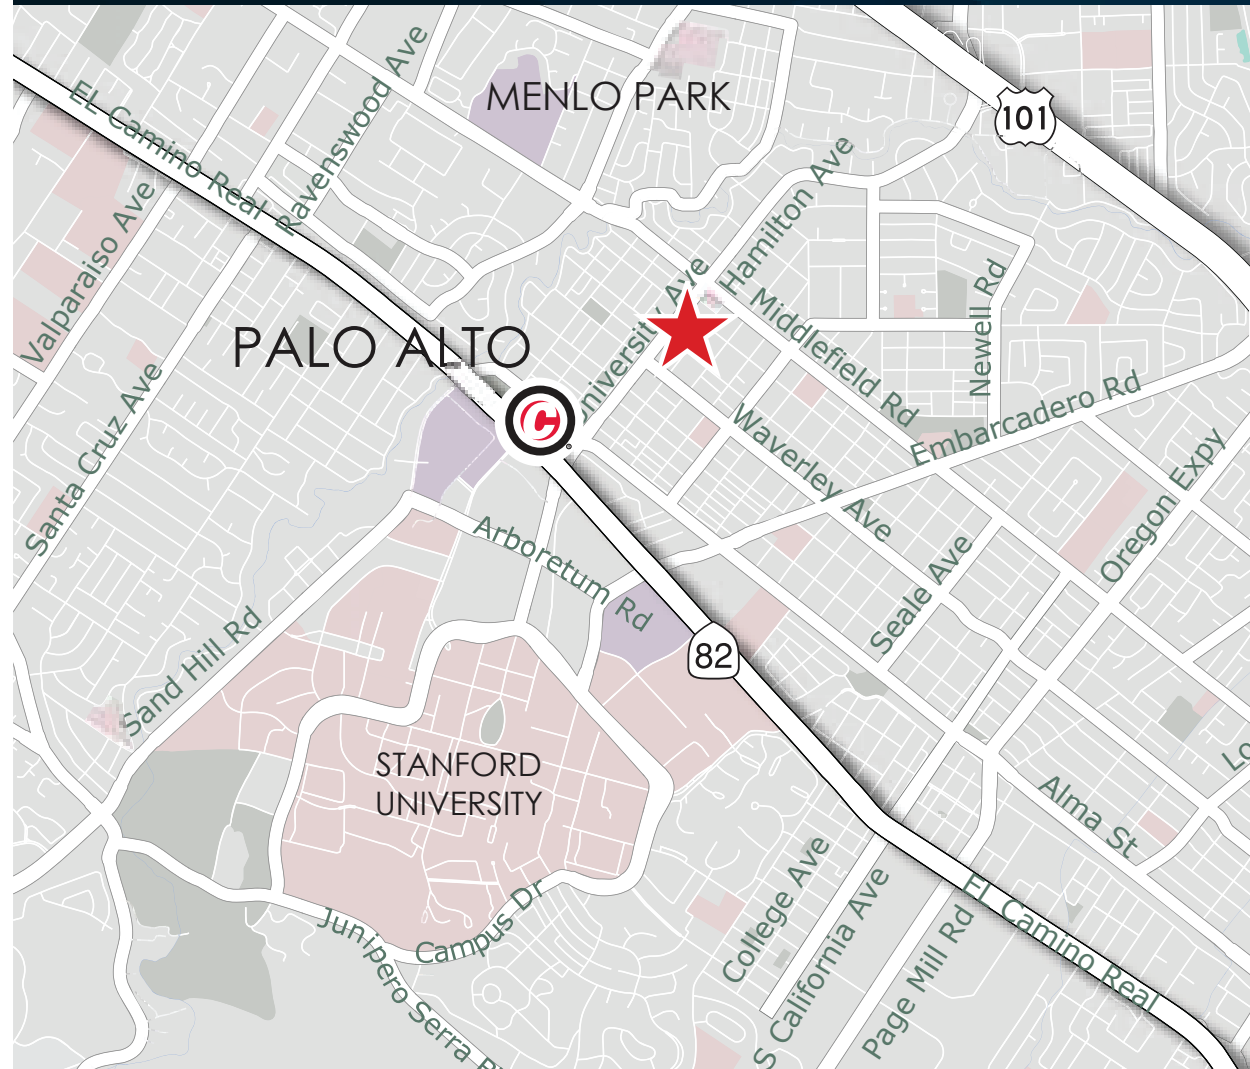 MENLO PARK
101
EL Camino Real
Ravenswood Ave
Valparaiso Ave
Hamilton Ave
University Ave
Middlefield Rd
Newell Rd
PALO ALTO
Santa Cruz Ave
C
Embarcadero Rd
Waverley Ave
Oregon Expy
Arboretum Rd
Seale Ave
Sand Hill Rd
82
STANFORD
UNIVERSITY
Alma St
College Ave
S California Ave
EL Camino Real
Page Mill Rd
Campus Dr
Junipero Serra